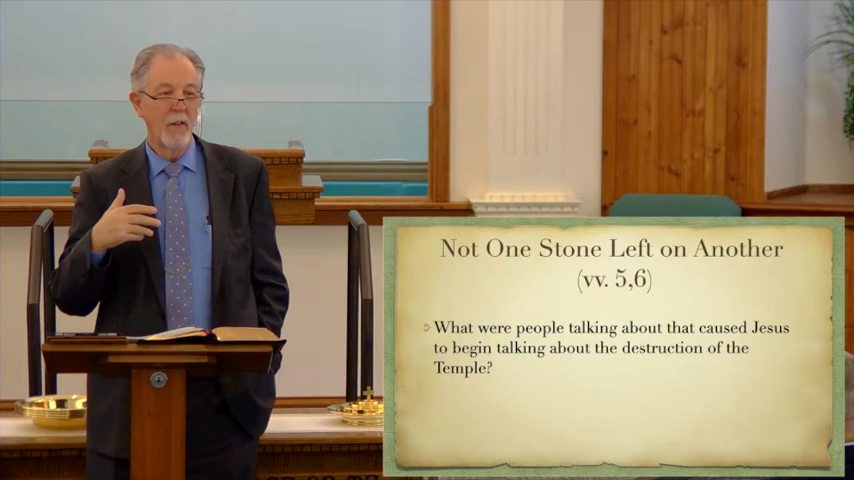 Not One Stone Left on Another
(vv. 5,6)
What were people talking about that caused Jesus
to begin talking about the destruction of the
Temple?